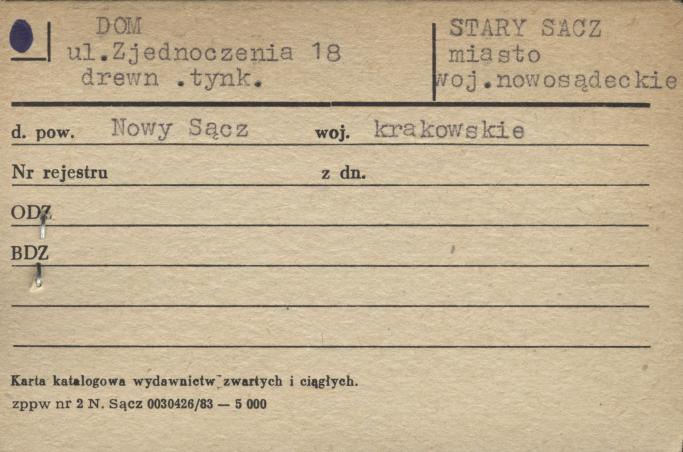 DOM
ul.Zjednoczenia 18
drewn .tynk.
STARY SACZ
miasto
woj.nowosądeckie
d. pow. Nowy Sącz woj. krakowskie
Nr rejestru z dn.
ODZ
BDZ
Karta katalogowa wydawnictw zwartych i ciągłych.
zppw nr 2 N. Sącz 0030426/83 — 5 000